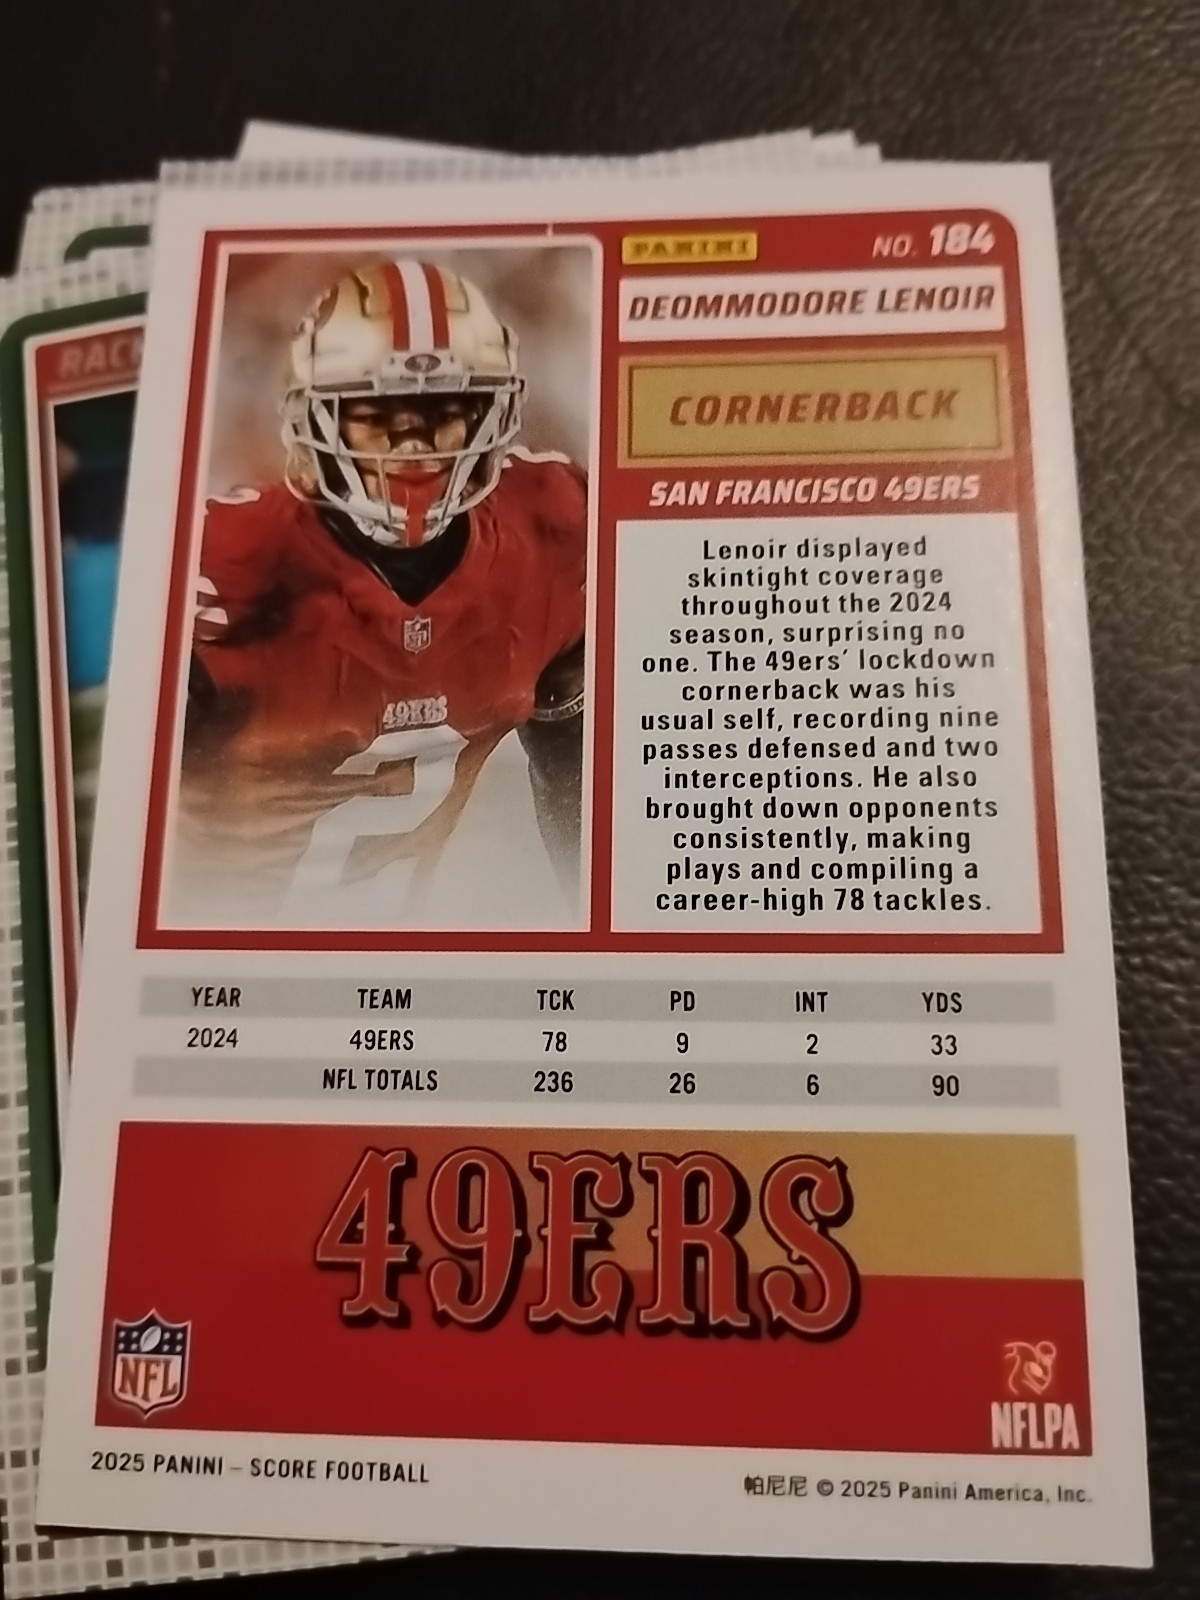 PANINI
NO. 184
DEOMMODORE LENOIR
CORNERBACK
SAN FRANCISCO 49ERS
Lenoir displayed
skintight coverage
throughout the 2024
season, surprising no
one. The 49ers' lockdown
cornerback was his
usual self, recording nine
passes defensed and two
interceptions. He also
brought down opponents
consistently, making
plays and compiling a
career-high 78 tackles.
49ERS
2
YEAR TEAM TCK PD INT YDS
2024 49ERS 78 9 2 33
NFL TOTALS 236 26 6 90
49ERS
NFL
NFLPA
2025 PANINI – SCORE FOOTBALL
帕尼尼 © 2025 Panini America, Inc.